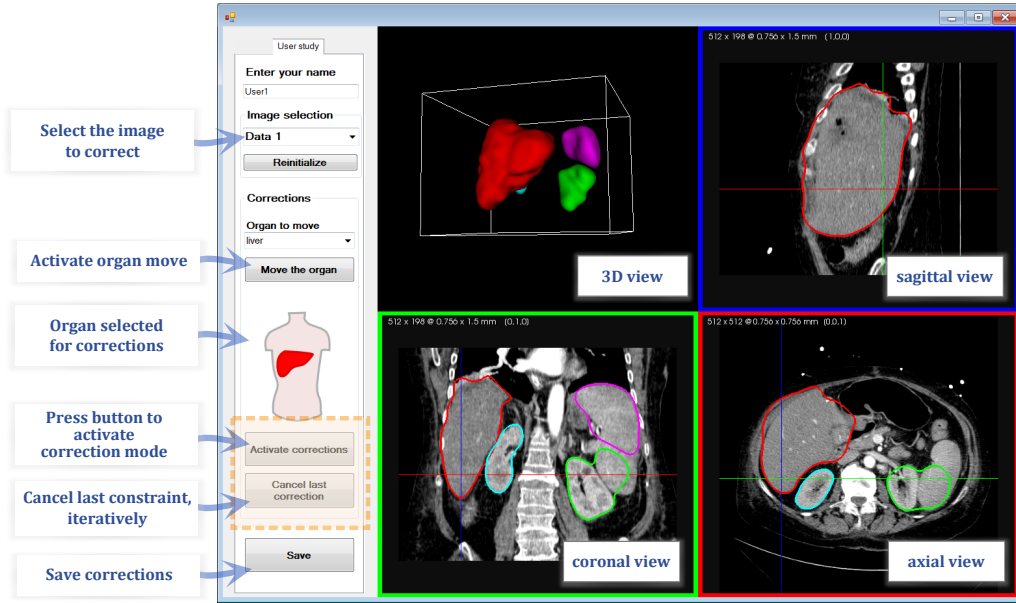 Select the image
to correct
Activate organ move
Organ selected
for corrections
Press button to
activate
correction mode
Cancel last constraint,
iteratively
Save corrections
User study
Enter your name
User1
Image selection
Data 1
Reinitialize
Corrections
Organ to move
liver
Move the organ
Activate corrections
Cancel last
correction
Save
3D view
512 x 198 @ 0.756 x 1.5 mm (1,0,0)
sagittal view
512 x 198 @ 0.756 x 1.5 mm (0,1,0)
coronal view
512 x 512 @ 0.756 x 0.756 mm (0,0,1)
axial view